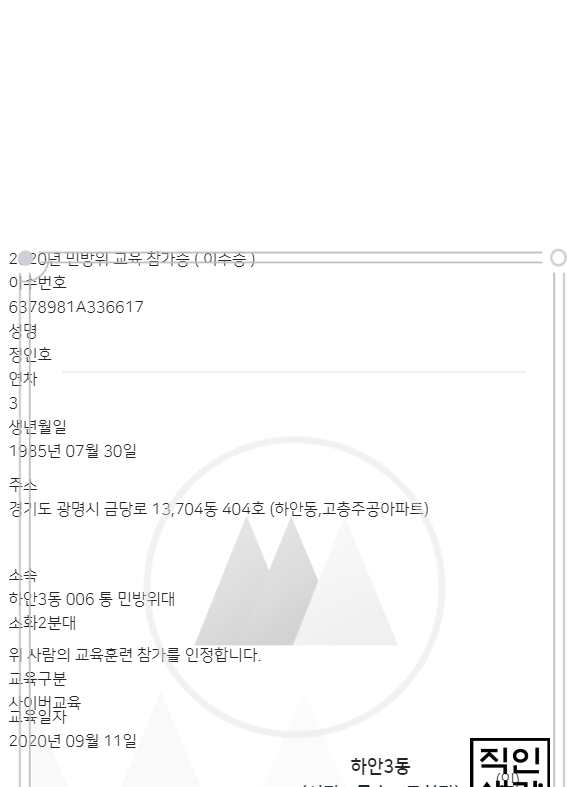 2020년 민방위 교육 참가증 ( 이수증 )
이수번호
6378981A336617
성명
정인호
연차
3
생년월일
1985년 07월 30일
주소
경기도 광명시 금당로 13,704동 404호 (하안동,고층주공아파트)
소속
하안3동 006 통 민방위대
소화2분대
위 사람의 교육훈련 참가를 인정합니다.
교육구분
사이버교육
교육일자
2020년 09월 11일
하안3동
직인
(인)